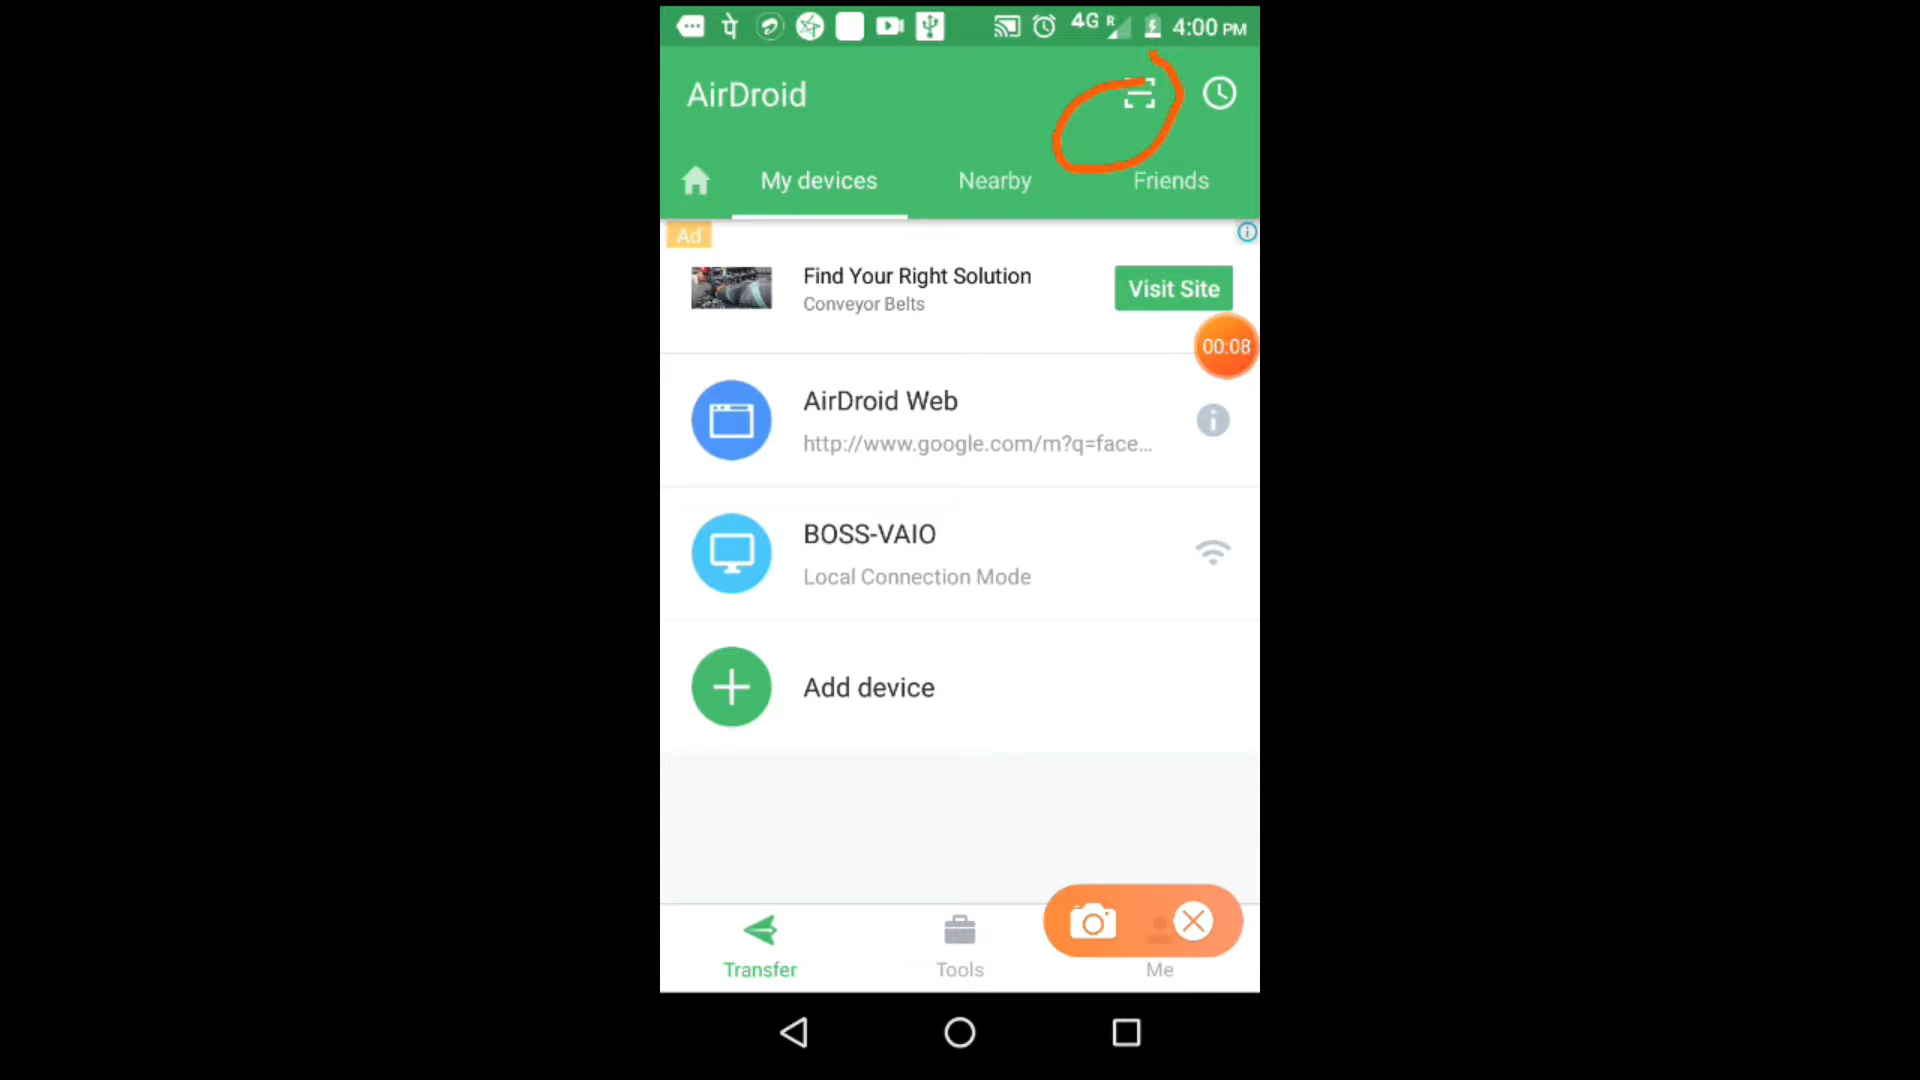 पे 4G R 4:00 PM
AirDroid
My devices Nearby Friends
Ad
Find Your Right Solution
Conveyor Belts
Visit Site
00:08
AirDroid Web
http://www.google.com/m?q=face...
BOSS-VAIO
Local Connection Mode
Add device
Transfer Tools Me